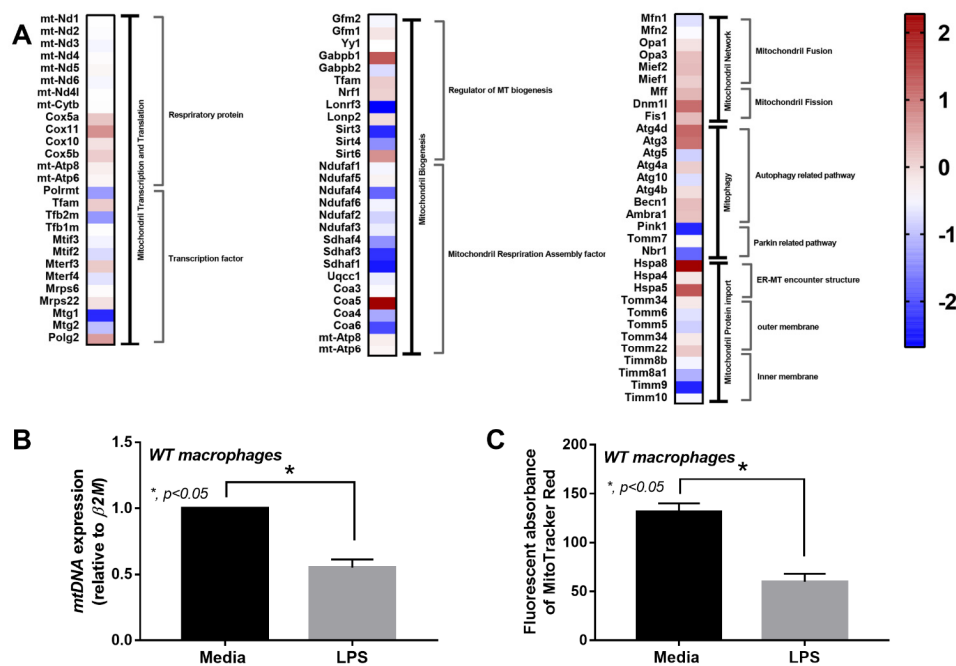 A
mt-Nd1
mt-Nd2
mt-Nd3
mt-Nd4
mt-Nd5
mt-Nd6
mt-Nd4l
mt-Cytb
Cox5a
Cox11
Cox10
Cox5b
mt-Atp8
mt-Atp6
Polrmt
Tfam
Tfb2m
Tfb1m
Mtif3
Mtif2
Mterf3
Mterf4
Mrps6
Mrps22
Mtg1
Mtg2
Polg2
Mitochondril Transcription and Translation
Respriratory protein
Transcription factor
Gfm2
Gfm1
Yy1
Gabpb1
Gabpb2
Tfam
Nrf1
Lonrf3
Lonp2
Sirt3
Sirt4
Sirt6
Ndufaf1
Ndufaf5
Ndufaf4
Ndufaf6
Ndufaf2
Ndufaf3
Sdhaf4
Sdhaf3
Sdhaf1
Uqcc1
Coa3
Coa5
Coa4
Coa6
mt-Atp8
mt-Atp6
Mitochondril Biogenesis
Regulator of MT biogenesis
Mitochondril Respriration Assembly factor
Mfn1
Mfn2
Opa1
Opa3
Mief2
Mief1
Mff
Dnm1l
Fis1
Atg4d
Atg3
Atg5
Atg4a
Atg10
Atg4b
Becn1
Ambra1
Pink1
Tomm7
Nbr1
Hspa8
Hspa4
Hspa5
Tomm34
Tomm6
Tomm5
Tomm34
Tomm22
Timm8b
Timm8a1
Timm9
Timm10
Mitochondril Network
Mitophagy
Mitochondril Protein import
Mitochondril Fusion
Mitochondril Fission
Autophagy related pathway
Parkin related pathway
ER-MT encounter structure
outer membrane
Inner membrane
2
1
0
-1
-2
B
mtDNA expression
(relative to β2M)
1.5
1.0
0.5
0.0
WT macrophages
*, p<0.05
*
Media
LPS
C
Fluorescent absorbance
of MitoTracker Red
200
150
100
50
0
WT macrophages
*, p<0.05
*
Media
LPS